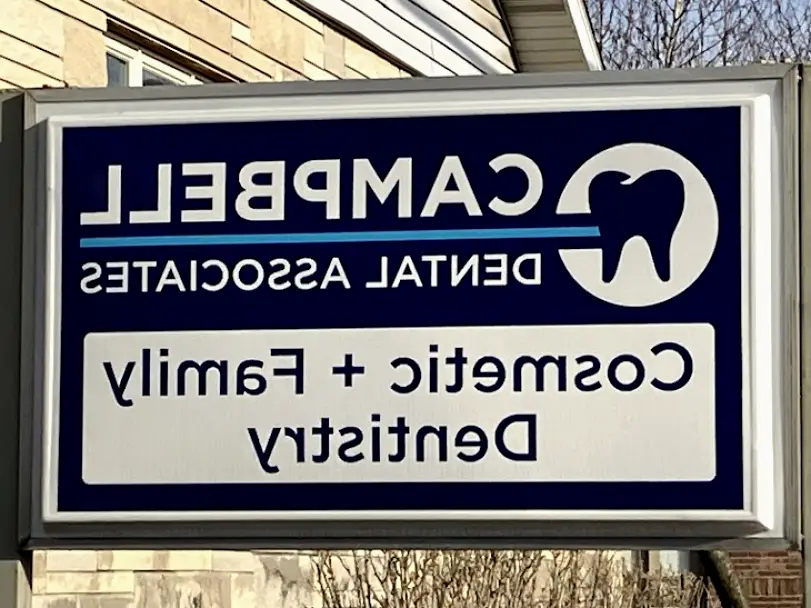 CAMPBELL
DENTAL ASSOCIATES
Cosmetic + Family
Dentistry